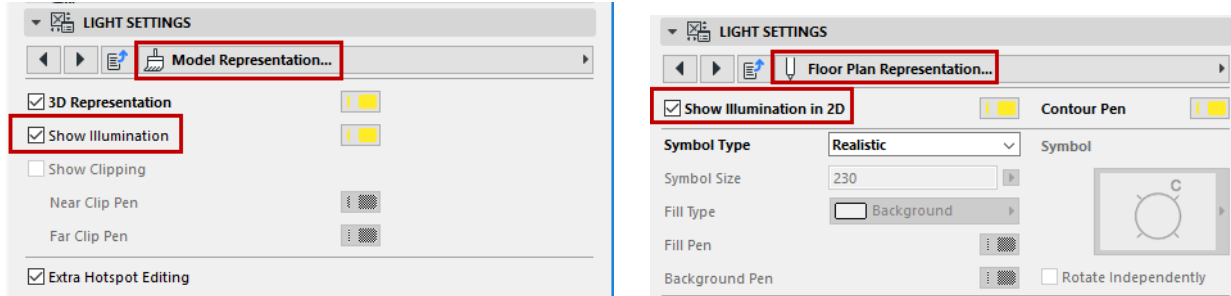 LIGHT SETTINGS
Model Representation...
3D Representation
Show Illumination
Show Clipping
Near Clip Pen
Far Clip Pen
Extra Hotspot Editing
LIGHT SETTINGS
Floor Plan Representation...
Show Illumination in 2D Contour Pen
Symbol Type Realistic Symbol
Symbol Size 230
C
Fill Type Background
Fill Pen
Background Pen Rotate Independently